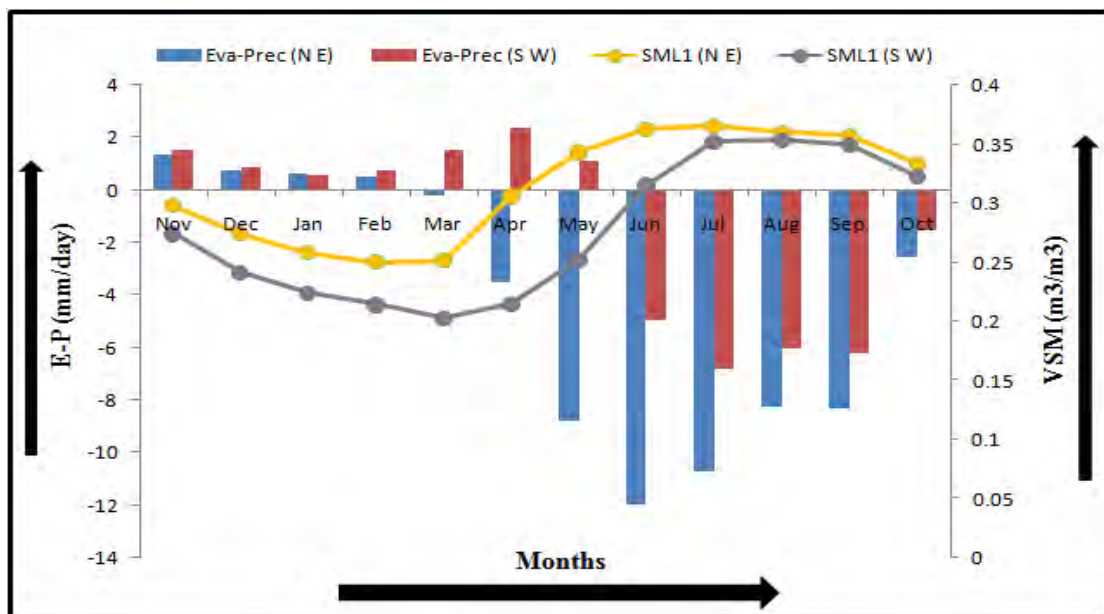 Eva-Prec (N E) Eva-Prec (S W) SML1 (N E) SML1 (S W)
4 0.4
2 0.35
0 0.3
-2 0.25
-4 0.2
-6 0.15
-8 0.1
-10 0.05
-12 0
-14
Nov Dec Jan Feb Mar Apr May Jun Jul Aug Sep Oct
E-P (mm/day)
VSM (m3/m3)
Months